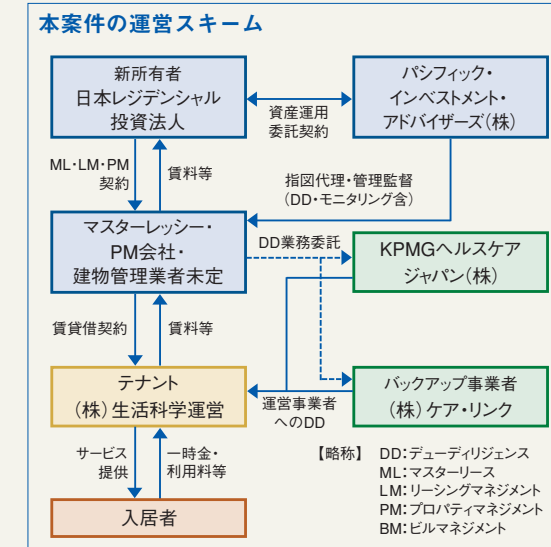 本案件の運営スキーム
新所有者
日本レジデンシャル
投資法人
資産運用
委託契約
パシフィック・
インベストメント・
アドバイザーズ(株)
ML・LM・PM
契約
賃料等
指図代理・管理監督
(DD・モニタリング含)
マスターレッシー・
PM会社・
建物管理業者未定
DD業務委託
KPMGヘルスケア
ジャパン(株)
賃貸借契約
賃料等
テナント
(株)生活科学運営
運営事業者
へのDD
バックアップ事業者
(株)ケア・リンク
サービス
提供
一時金・
利用料等
入居者
【略称】 DD:デューディリジェンス
ML:マスターリース
LM:リーシングマネジメント
PM:プロパティマネジメント
BM:ビルマネジメント